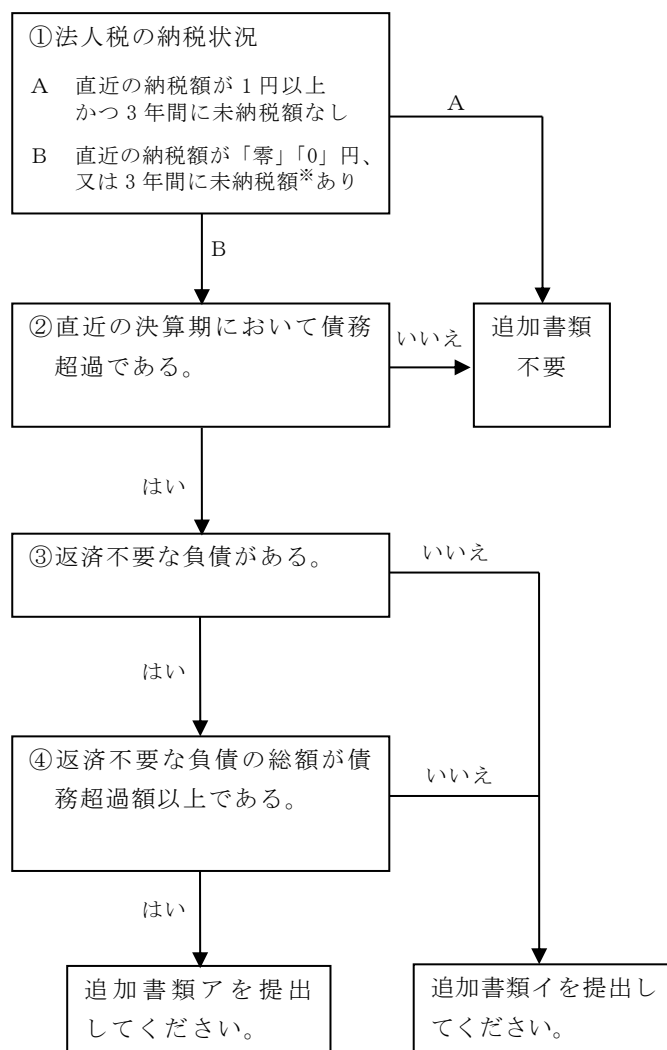 ①法人税の納税状況
A　直近の納税額が 1 円以上
かつ 3 年間に未納税額なし
B　直近の納税額が「零」「0」円、
又は 3 年間に未納税額※あり
A
B
②直近の決算期において債務
超過である。
いいえ
追加書類
不要
はい
③返済不要な負債がある。
いいえ
はい
④返済不要な負債の総額が債
務超過額以上である。
いいえ
はい
追加書類アを提出
してください。
追加書類イを提出し
てください。